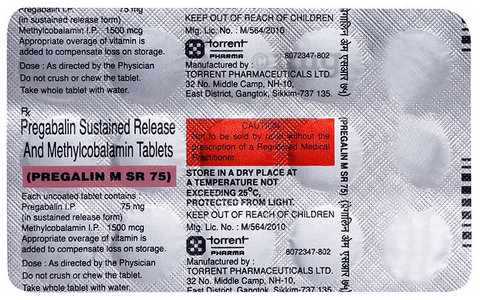 Pregabalin I.P. 75 mg
(in sustained release form)
Methylcobalamin I.P. 1500 mcg
Appropriate overage of vitamin is
added to compensate loss on storage.
Dose : As directed by the Physician
Do not crush or chew the tablet.
Take whole tablet with water.
KEEP OUT OF REACH OF CHILDREN
Mfg. Lic. No. : M/564/2010
torrent
PHARMA
8072347-802
Manufactured by :
TORRENT PHARMACEUTICALS LTD.
32 No. Middle Camp, NH-10,
East District, Gangtok, Sikkim-737 135.
Rx
Pregabalin Sustained Release
And Methylcobalamin Tablets
(PREGALIN M SR 75)
Each uncoated tablet contains :
Pregabalin I.P. 75 mg
(in sustained release form)
Methylcobalamin I.P. 1500 mcg
Appropriate overage of vitamin is
added to compensate loss on storage.
Dose : As directed by the Physician
Do not crush or chew the tablet.
Take whole tablet with water.
CAUTION
Not to be sold by retail without the
prescription of a Registered Medical
Practitioner.
STORE IN A DRY PLACE AT
A TEMPERATURE NOT
EXCEEDING 25°C,
PROTECTED FROM LIGHT.
KEEP OUT OF REACH OF CHILDREN
Mfg. Lic. No. : M/564/2010
torrent
PHARMA
8072347-802
Manufactured by :
TORRENT PHARMACEUTICALS LTD.
32 No. Middle Camp, NH-10,
East District, Gangtok, Sikkim-737 135.
(PREGALIN M SR 75)